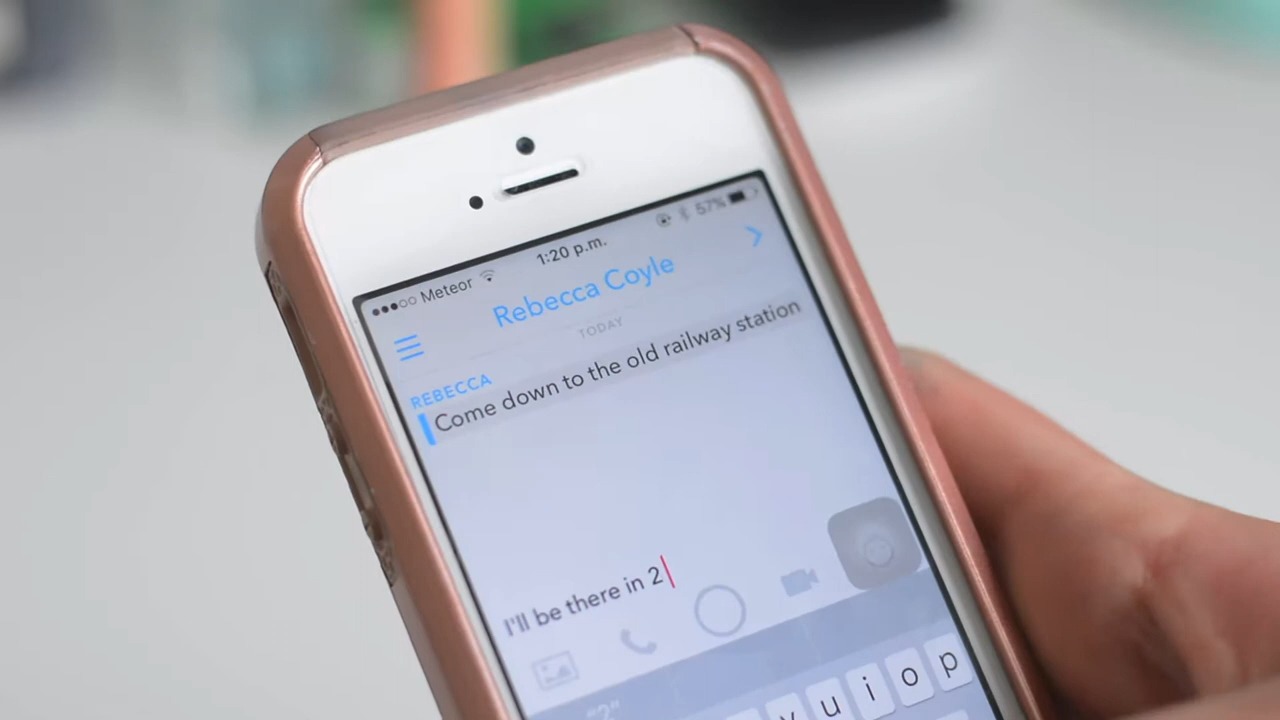 Meteor 1:20 p.m. 57%
Rebecca Coyle
TODAY
REBECCA
Come down to the old railway station
I'll be there in 2
"2"
y u i o p